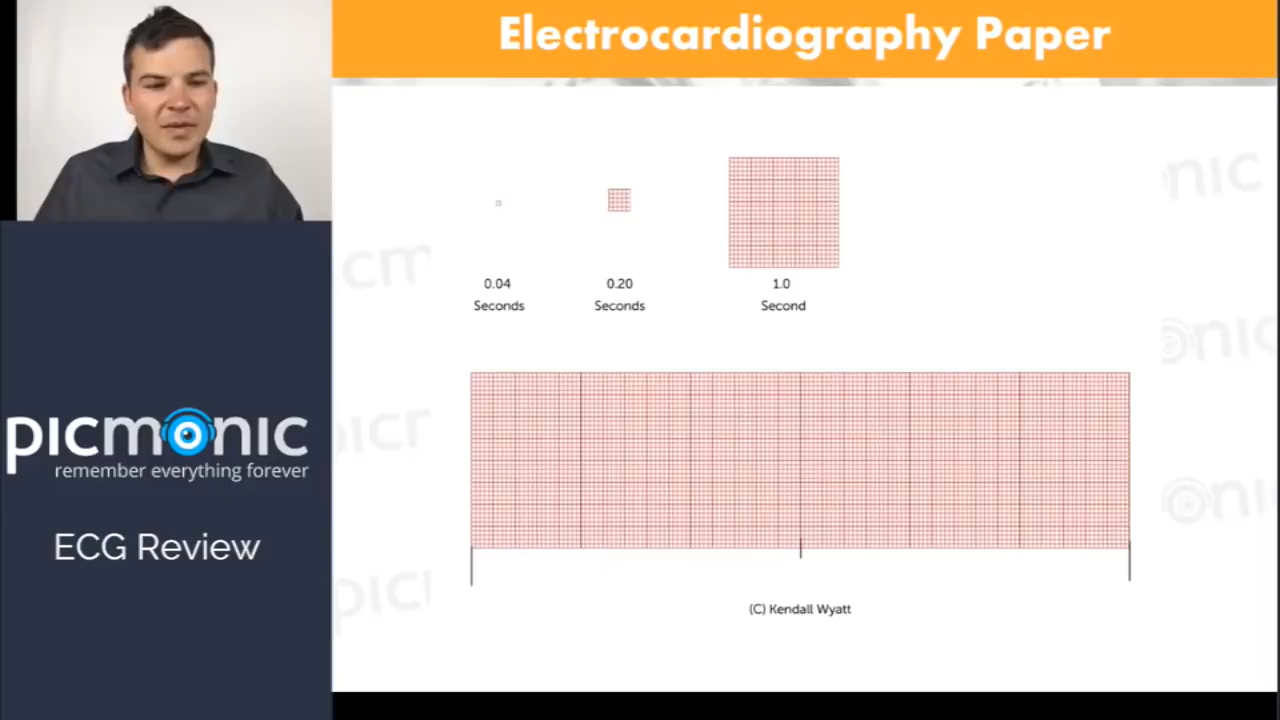 Electrocardiography Paper
0.04
Seconds
0.20
Seconds
1.0
Second
picmonic
remember everything forever
ECG Review
(C) Kendall Wyatt